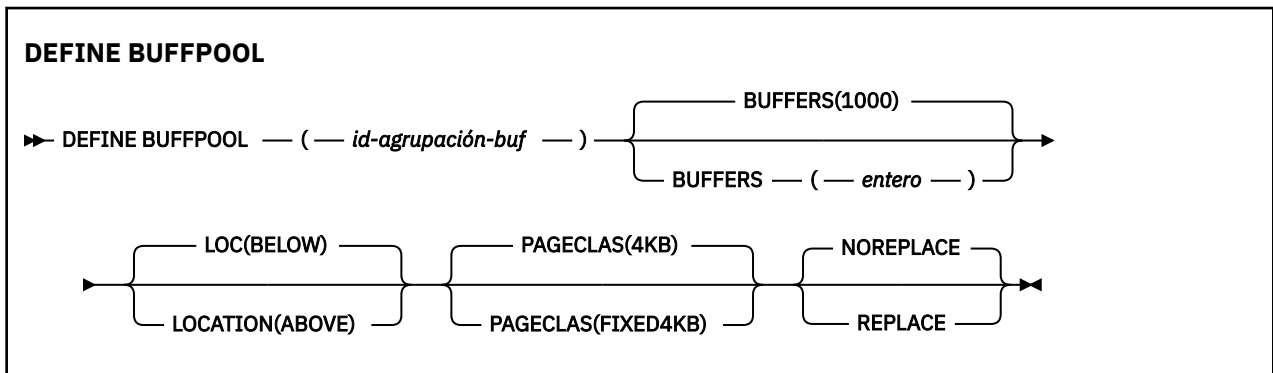 DEFINE BUFFPOOL
BUFFERS(1000)
DEFINE BUFFPOOL ( id-agrupación-buf )
BUFFERS ( entero )
LOC(BELOW) PAGECLAS(4KB) NOREPLACE
LOCATION(ABOVE) PAGECLAS(FIXED4KB) REPLACE